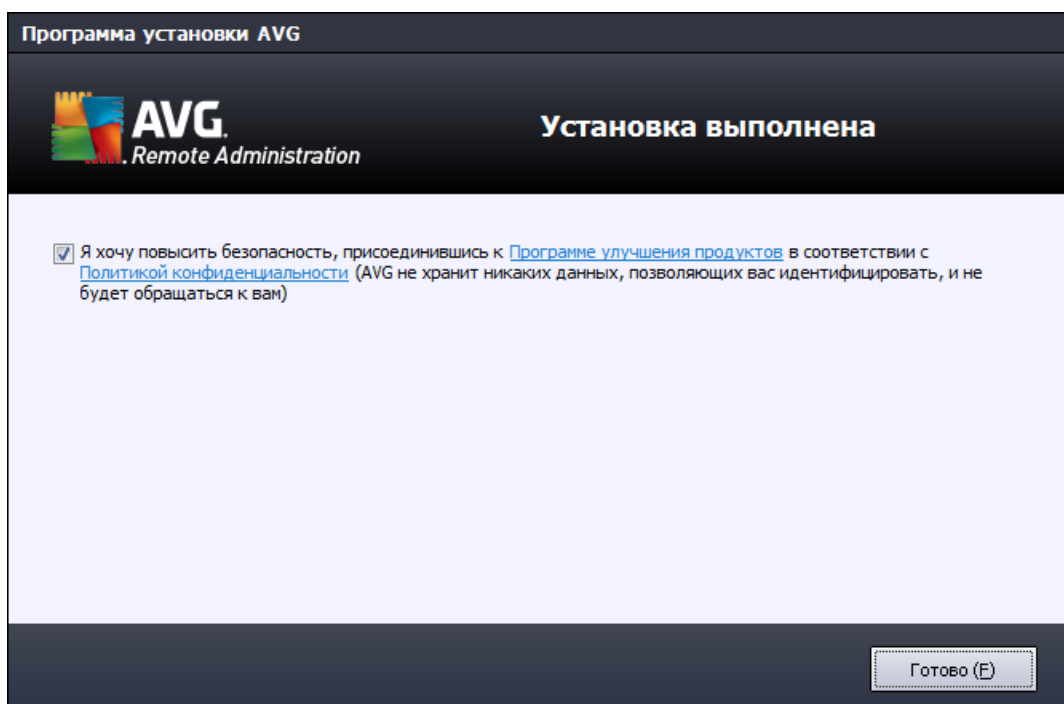 Программа установки AVG
AVG.
Remote Administration
Установка выполнена
Я хочу повысить безопасность, присоединившись к Программе улучшения продуктов в соответствии с
Политикой конфиденциальности (AVG не хранит никаких данных, позволяющих вас идентифицировать, и не
будет обращаться к вам)
Готово (F)